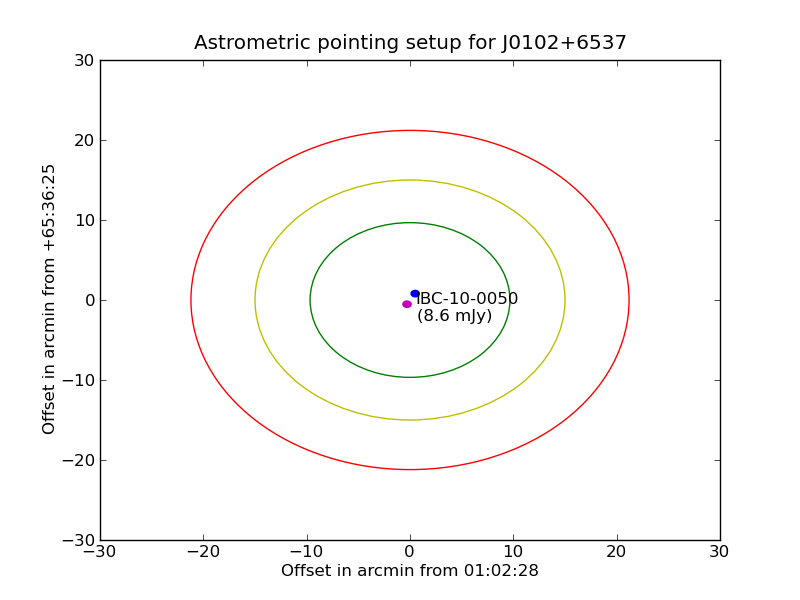 Astrometric pointing setup for J0102+6537
30
20
10
0
−10
−20
−30
Offset in arcmin from +65:36:25
IBC-10-0050
(8.6 mJy)
−30
−20
−10
0
10
20
30
Offset in arcmin from 01:02:28